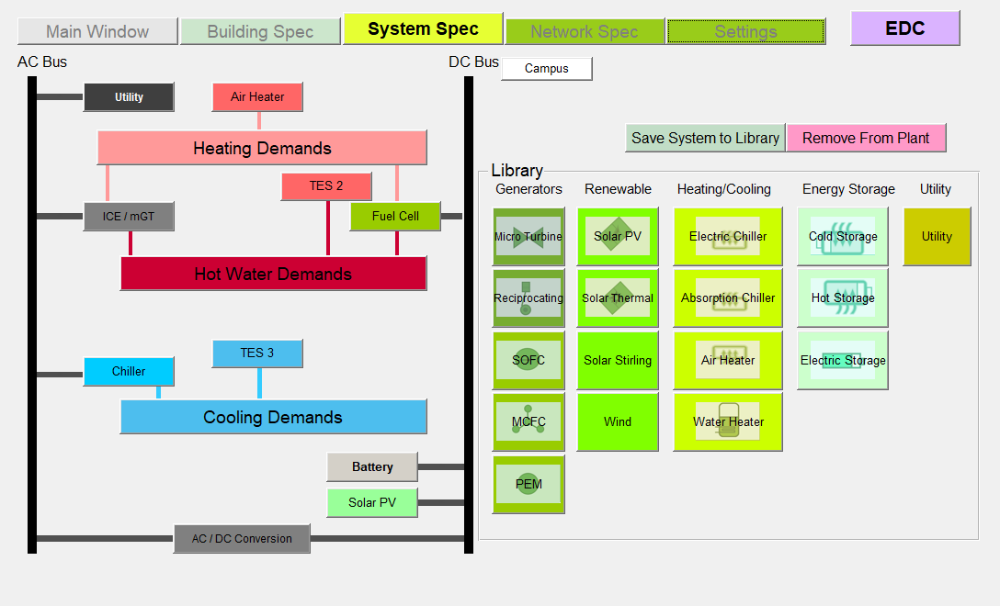 Main Window
Building Spec
System Spec
Network Spec
Settings
EDC
AC Bus
DC Bus
Campus
Utility
Air Heater
Heating Demands
TES 2
ICE / mGT
Fuel Cell
Hot Water Demands
TES 3
Chiller
Cooling Demands
Battery
Solar PV
AC / DC Conversion
Save System to Library
Remove From Plant
Library
Generators
Renewable
Heating/Cooling
Energy Storage
Utility
Micro Turbine
Solar PV
Electric Chiller
Cold Storage
Utility
Reciprocating
Solar Thermal
Absorption Chiller
Hot Storage
SOFC
Solar Stirling
Air Heater
Electric Storage
MCFC
Wind
Water Heater
PEM